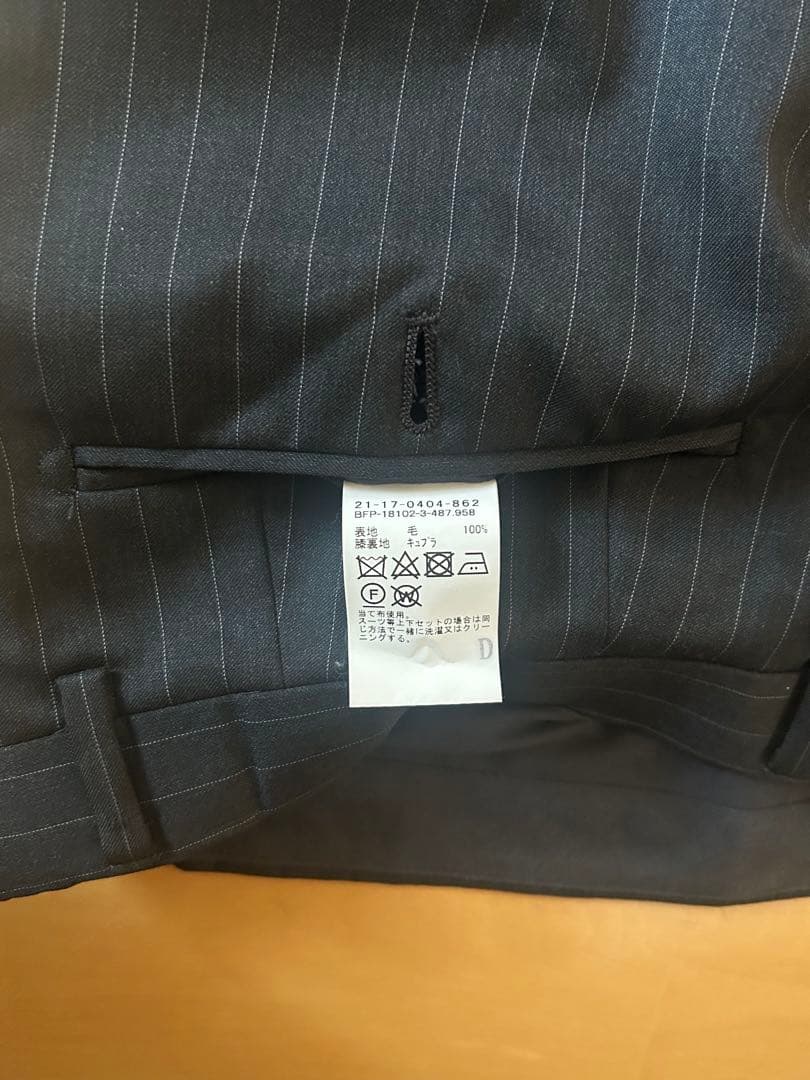 21-17-0404-862
BFP-18102-3-487.958
表地 毛 100%
膝裏地 キュプラ
F W
当て布使用。
スーツ等上下セットの場合は同
じ方法で一緒に洗濯又はクリー
ニングする。
D